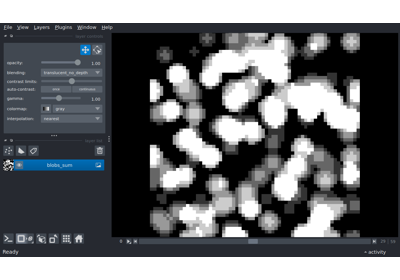 File View Layers Plugins Window Help
opacity: 1.00
blending: translucent_no_depth
contrast limits:
auto-contrast: once continuous
gamma: 1.00
colormap: gray
interpolation: nearest
blobs_sum
Ready
activity